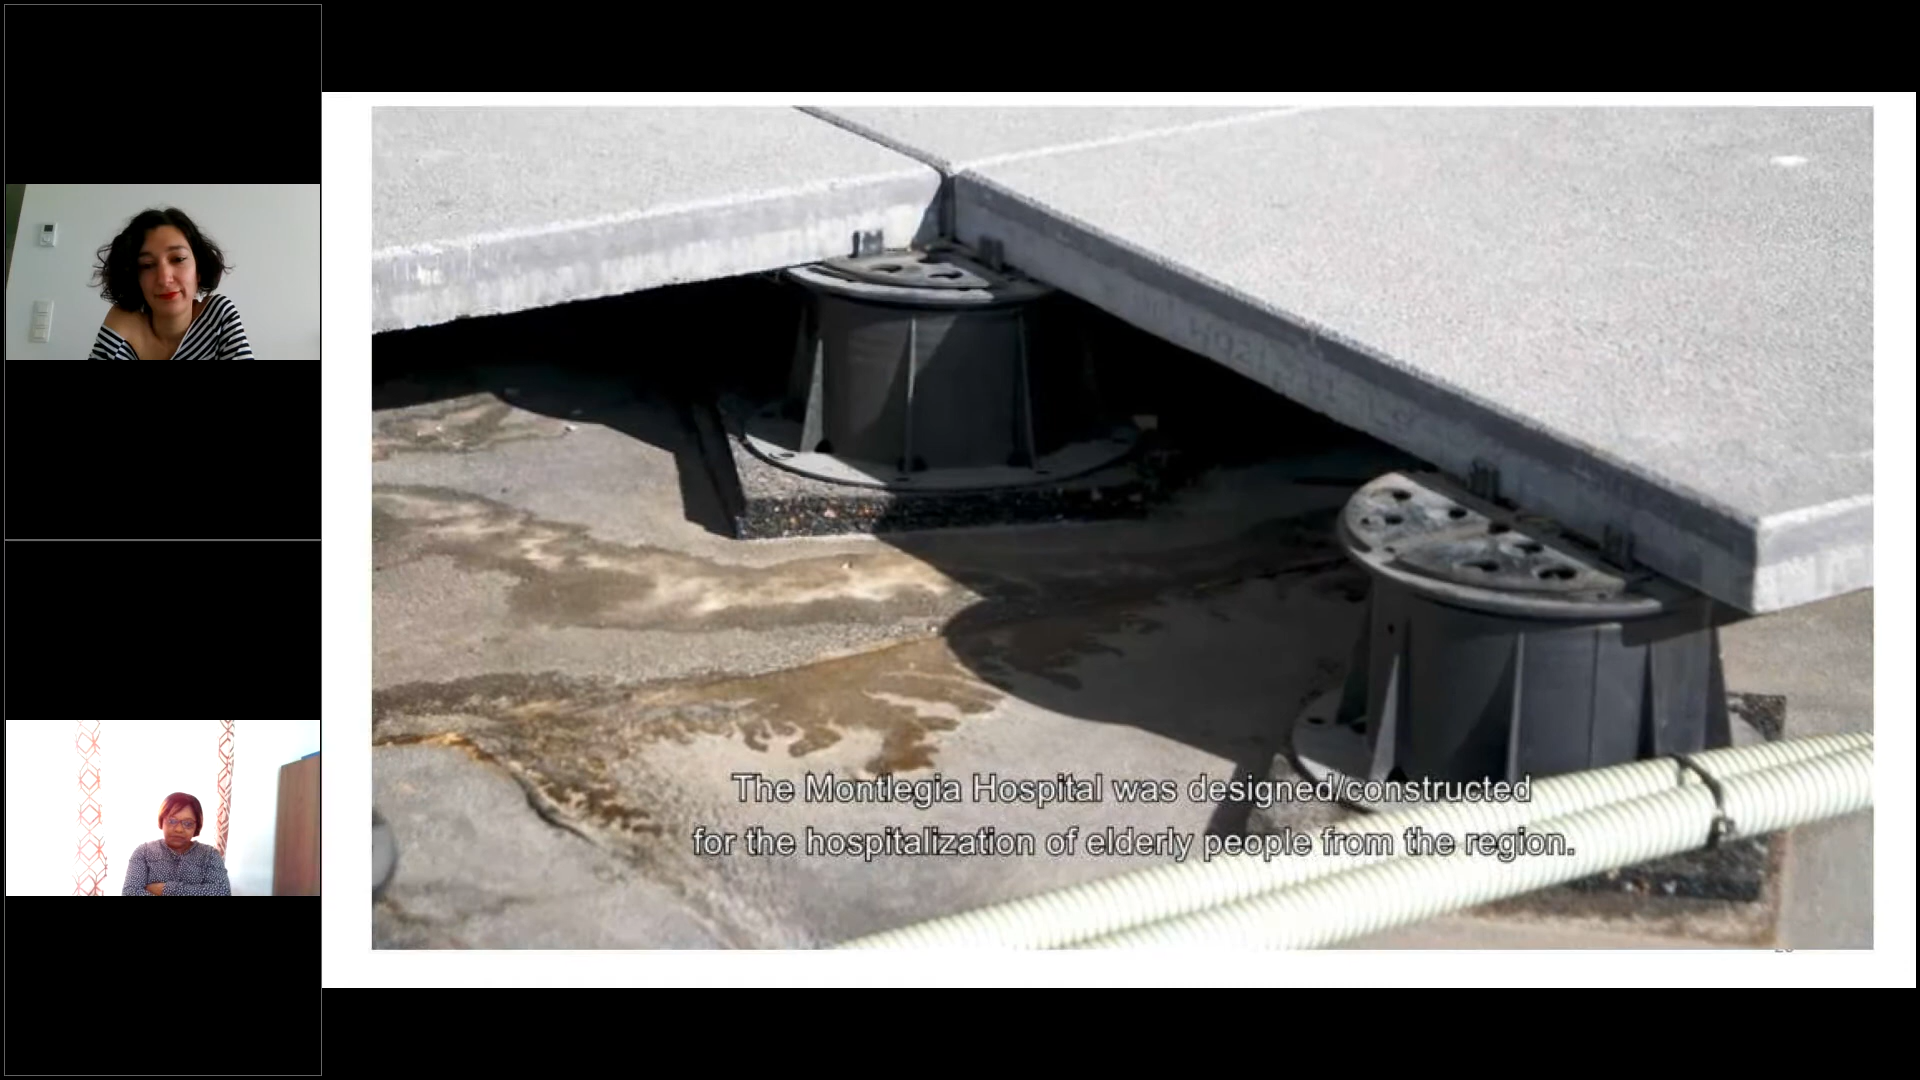 The Montlegia Hospital was designed/constructed
for the hospitalization of elderly people from the region.